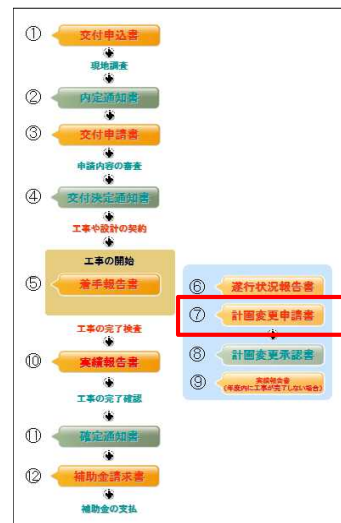 ① 交付申込書
現地調査
② 内定通知書
③ 交付申請書
申請内容の審査
④ 交付決定通知書
工事や設計の契約
工事の開始
⑤ 着手報告書
工事の完了検査
⑩ 実績報告書
工事の完了確認
⑪ 確定通知書
⑫ 補助金請求書
補助金の支払
⑥ 遂行状況報告書
⑦ 計画変更申請書
⑧ 計画変更承認書
⑨ 実績報告書
(年度内に工事が完了しない場合)